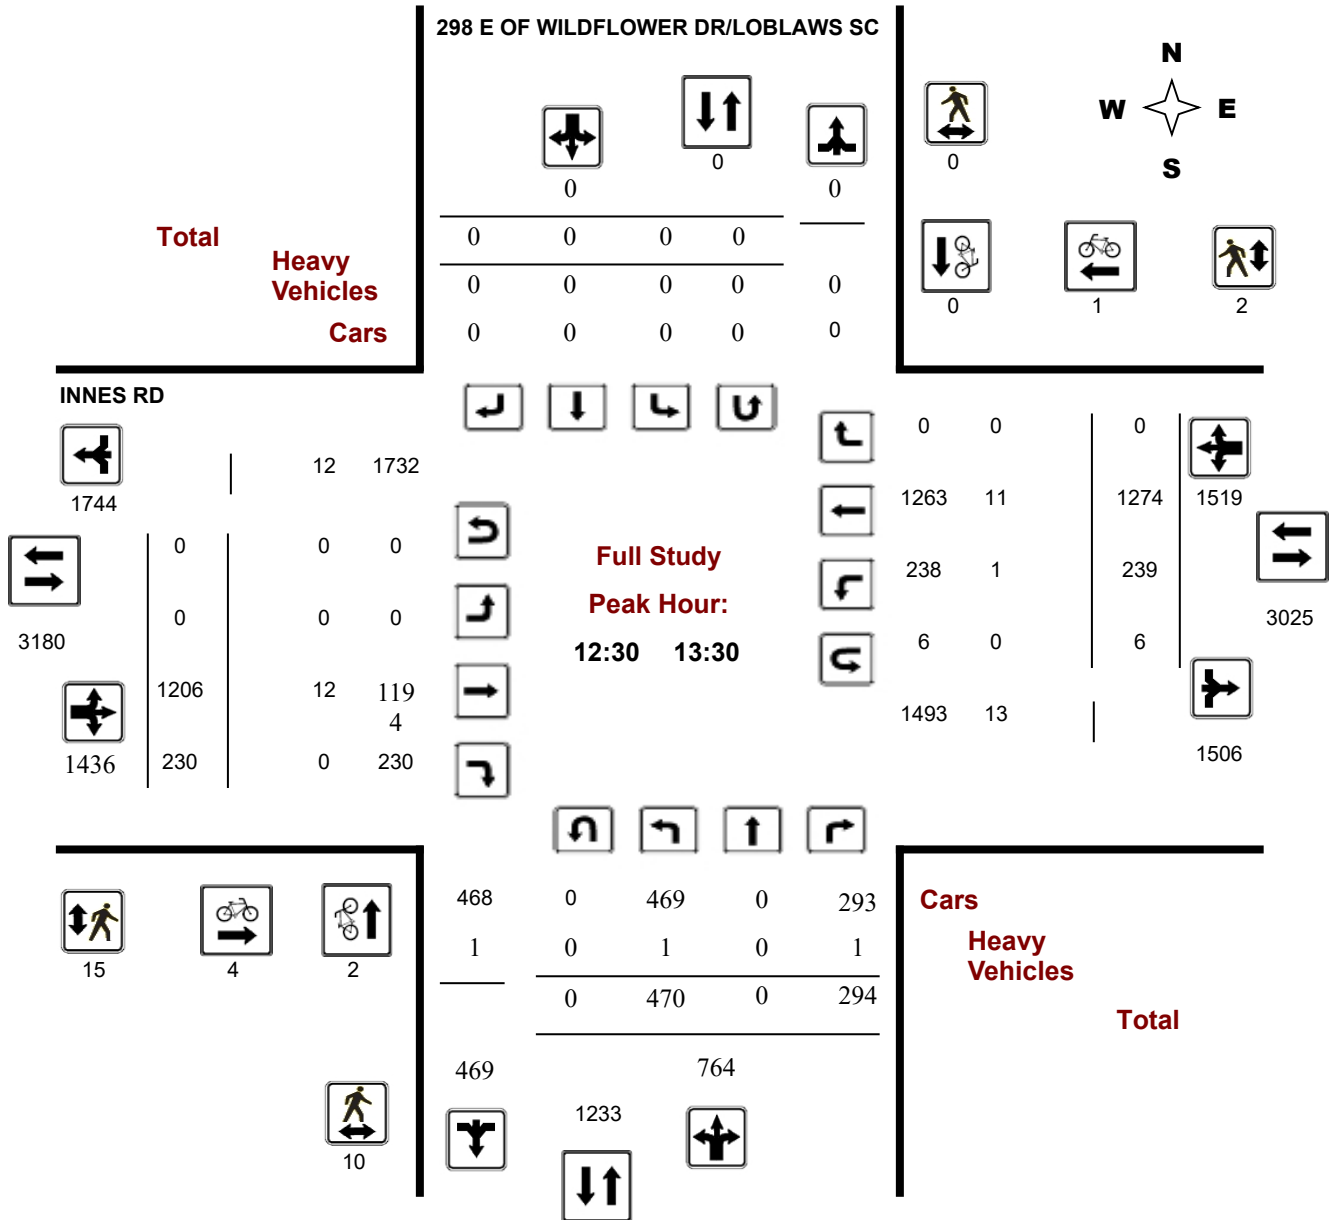 298 E OF WILDFLOWER DR/LOBLAWS SC
N
W E
S
0
0
0 0
Total
0 0 0 0
Heavy
Vehicles
0 0 0 0 0
Cars
0 0 0 0 0
0 1 2
INNES RD
0 0 0
12 1732
1744
1263 11 1274 1519
0 0 0
Full Study
238 1 239
Peak Hour:
0 0 0
3180
12:30 13:30
6 0 6
3025
1206 12 119
4
1493 13
1436 230 0 230
1506
468 0 469 0 293
Cars
1 0 1 0 1
Heavy
Vehicles
15 4 2
0 470 0 294
Total
469 764
1233
10